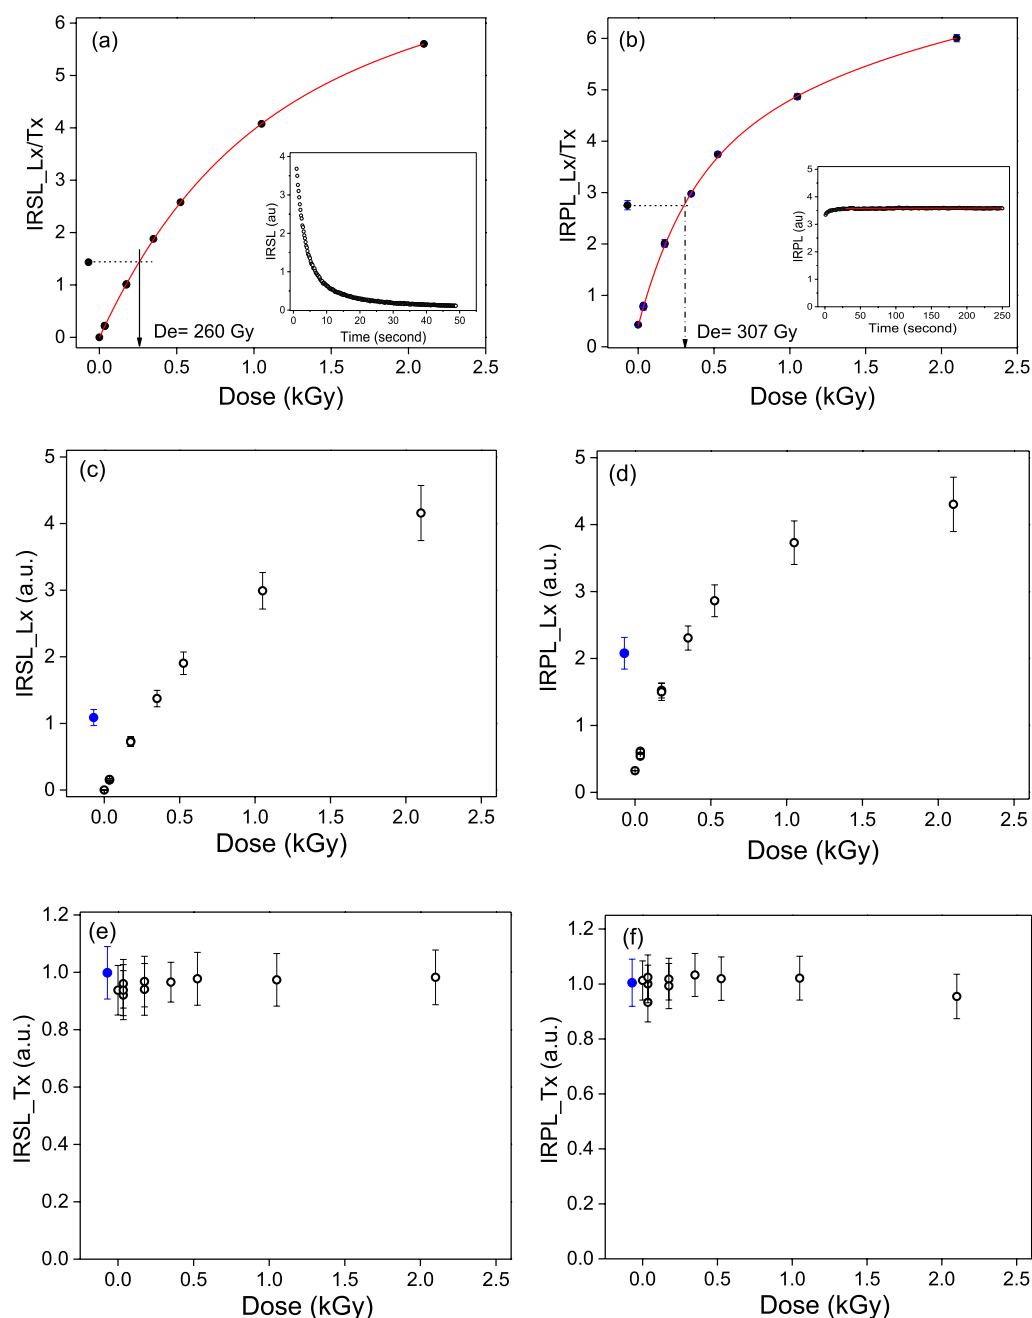 (a)
IRSL_Lx/Tx
6
5
4
3
2
1
0
0.0 0.5 1.0 1.5 2.0 2.5
Dose (kGy)
De= 260 Gy
IRSL (au)
4
3
2
1
0
0 10 20 30 40 50
Time (second)
(b)
IRPL_Lx/Tx
6
5
4
3
2
1
0
0.0 0.5 1.0 1.5 2.0 2.5
Dose (kGy)
De= 307 Gy
IRPL (au)
5
4
3
2
1
0
0 50 100 150 200 250
Time (second)
(c)
IRSL_Lx (a.u.)
5
4
3
2
1
0
0.0 0.5 1.0 1.5 2.0 2.5
Dose (kGy)
(d)
IRPL_Lx (a.u.)
5
4
3
2
1
0
0.0 0.5 1.0 1.5 2.0 2.5
Dose (kGy)
(e)
IRSL_Tx (a.u.)
1.2
1.0
0.8
0.6
0.4
0.2
0.0
0.0 0.5 1.0 1.5 2.0 2.5
Dose (kGy)
(f)
IRPL_Tx (a.u.)
1.2
1.0
0.8
0.6
0.4
0.2
0.0
0.0 0.5 1.0 1.5 2.0 2.5
Dose (kGy)